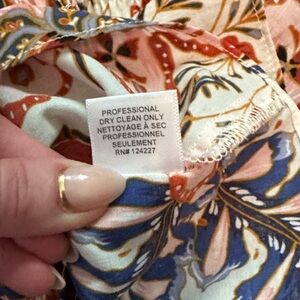 PROFESSIONAL
DRY CLEAN ONLY
NETTOYAGE À SEC
PROFESSIONNEL
SEULEMENT
RN# 124227